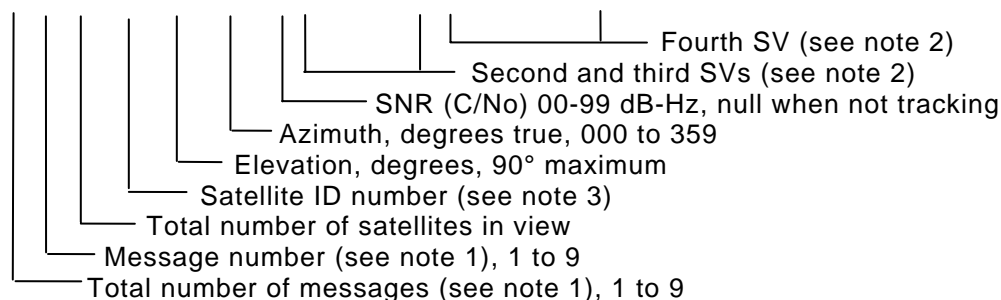 Fourth SV (see note 2)
Second and third SVs (see note 2)
SNR (C/No) 00-99 dB-Hz, null when not tracking
Azimuth, degrees true, 000 to 359
Elevation, degrees, 90° maximum
Satellite ID number (see note 3)
Total number of satellites in view
Message number (see note 1), 1 to 9
Total number of messages (see note 1), 1 to 9